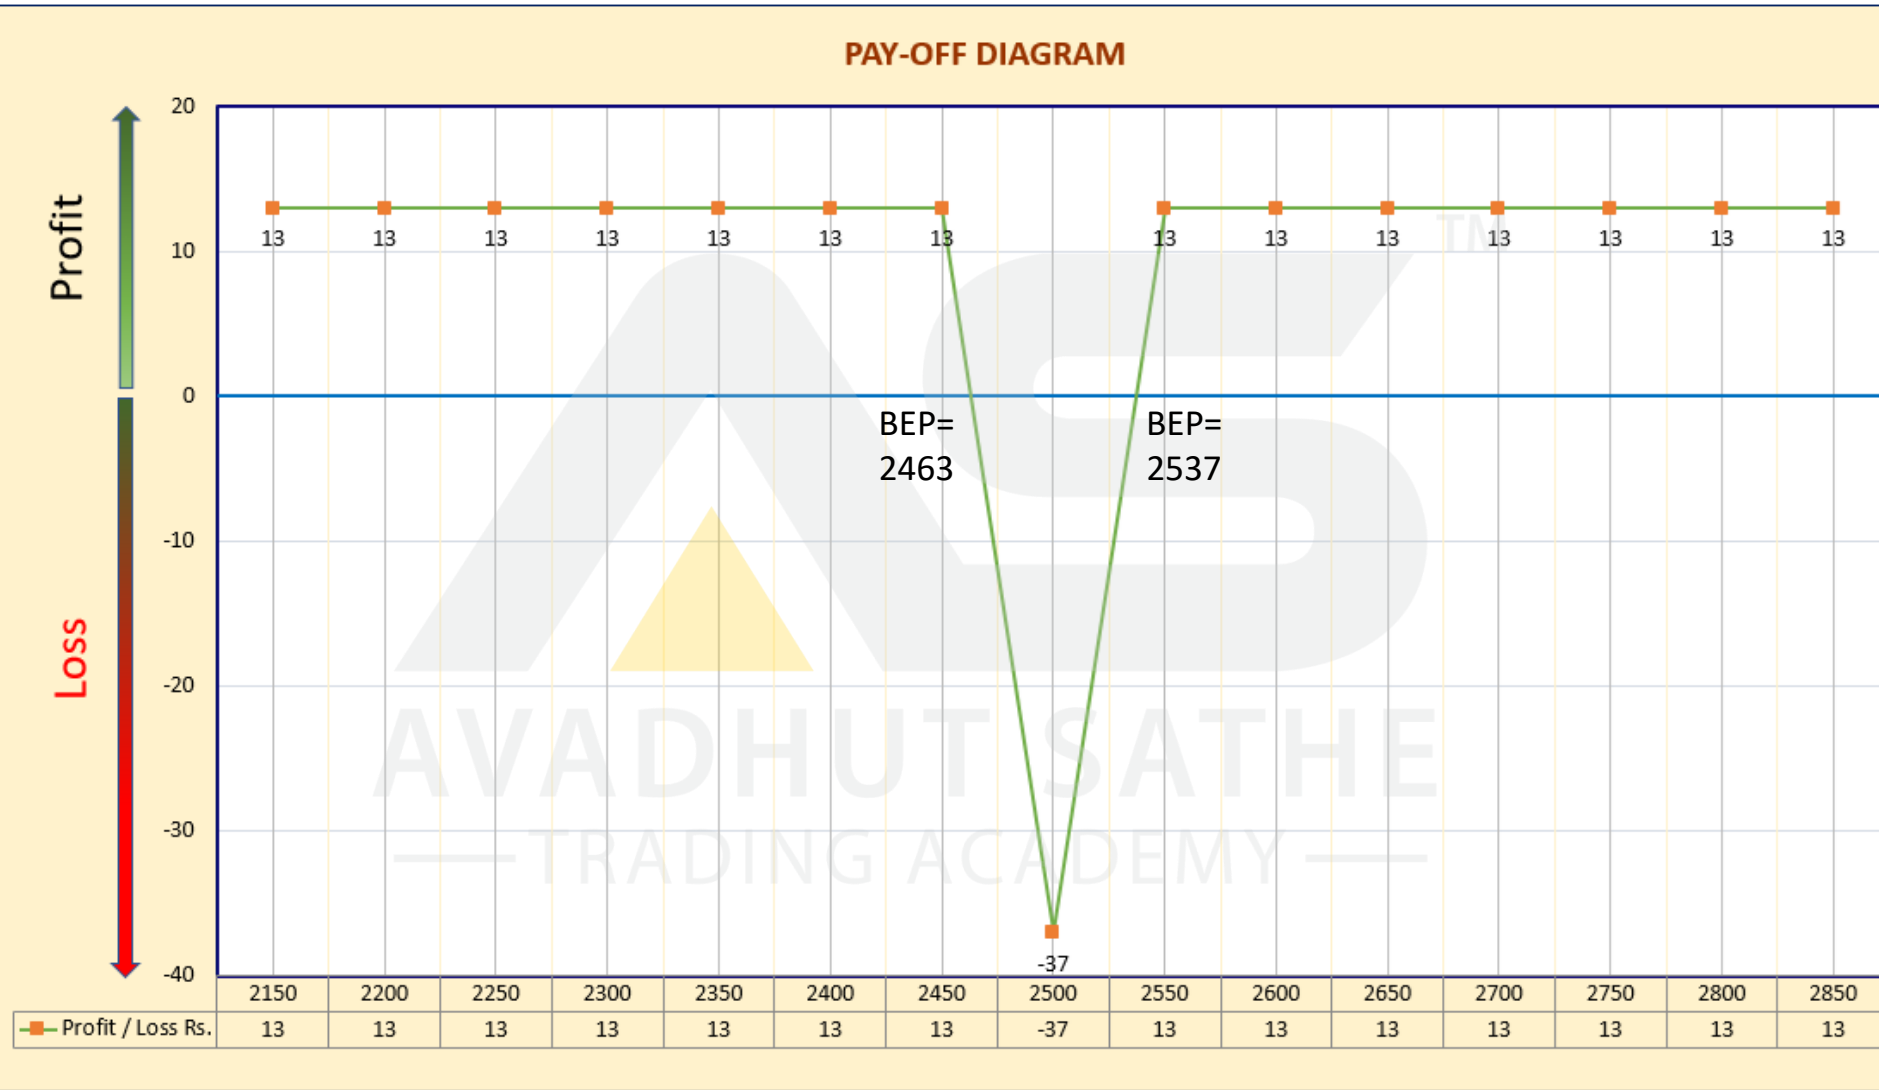 PAY-OFF DIAGRAM
Profit
Loss
20
10
0
-10
-20
-30
-40
13 13 13 13 13 13 13 13 13 13 13 13 13 13
TM
BEP=
2463
BEP=
2537
-37
AVADHUT SATHE
TRADING ACADEMY
2150 2200 2250 2300 2350 2400 2450 2500 2550 2600 2650 2700 2750 2800 2850
Profit / Loss Rs. 13 13 13 13 13 13 13 -37 13 13 13 13 13 13 13